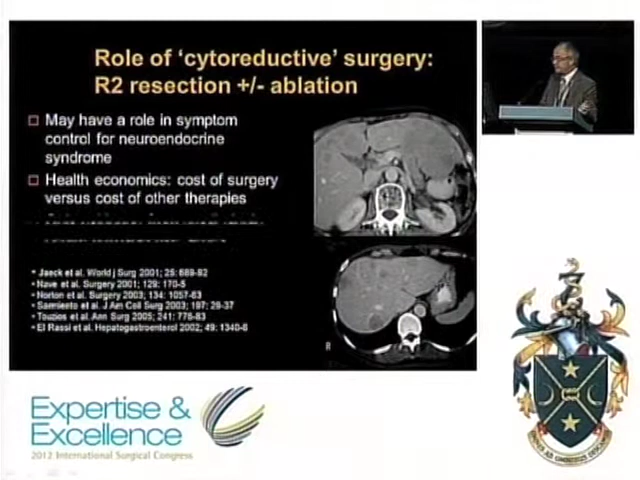 Role of ‘cytoreductive’ surgery:
R2 resection +/- ablation
May have a role in symptom
control for neuroendocrine
syndrome
Health economics: cost of surgery
versus cost of other therapies
Jaeck et al. World j Surg 2001; 25: 689-92
Nave et al. Surgery 2001; 129: 170-5
Norton et al. Surgery 2003; 134: 1057-63
Sarmiento et al. J Am Coll Surg 2003; 197: 29-37
Touzios et al. Ann Surg 2005; 241: 776-83
El Rassi et al. Hepatogastroenterol 2002; 49: 1340-6
R
Expertise &
Excellence
2012 International Surgical Congress